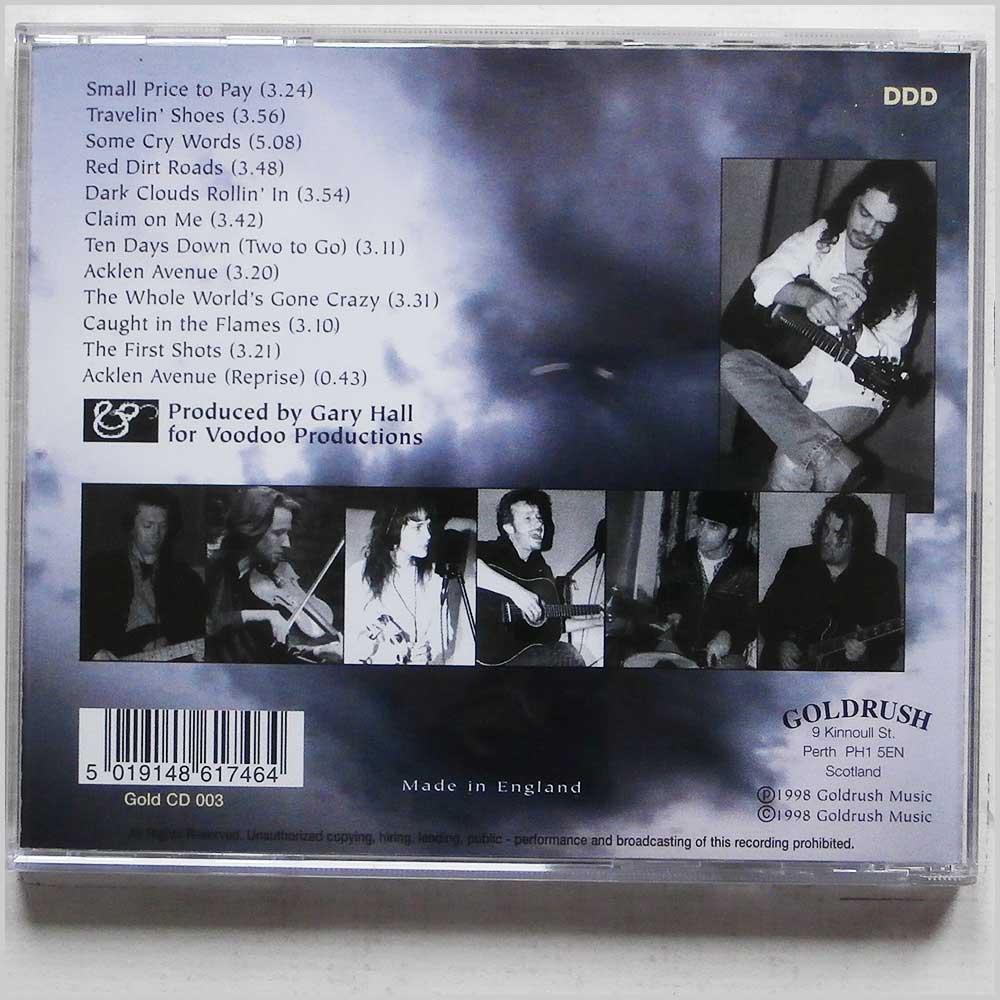 Small Price to Pay (3.24)
Travelin' Shoes (3.56)
Some Cry Words (5.08)
Red Dirt Roads (3.48)
Dark Clouds Rollin' In (3.54)
Claim on Me (3.42)
Ten Days Down (Two to Go) (3.11)
Acklen Avenue (3.20)
The Whole World's Gone Crazy (3.31)
Caught in the Flames (3.10)
The First Shots (3.21)
Acklen Avenue (Reprise) (0.43)
Produced by Gary Hall
for Voodoo Productions
DDD
5 019148 617464
Gold CD 003
Made in England
GOLDRUSH
9 Kinnoull St.
Perth PH1 5EN
Scotland
℗1998 Goldrush Music
©1998 Goldrush Music
All Rights Reserved. Unauthorized copying, hiring, lending, public - performance and broadcasting of this recording prohibited.